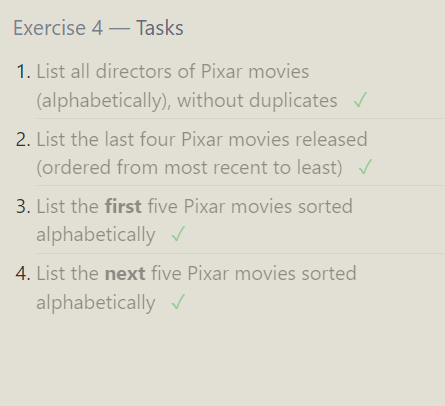 Exercise 4 — Tasks
1. List all directors of Pixar movies
(alphabetically), without duplicates ✓
2. List the last four Pixar movies released
(ordered from most recent to least) ✓
3. List the first five Pixar movies sorted
alphabetically ✓
4. List the next five Pixar movies sorted
alphabetically ✓